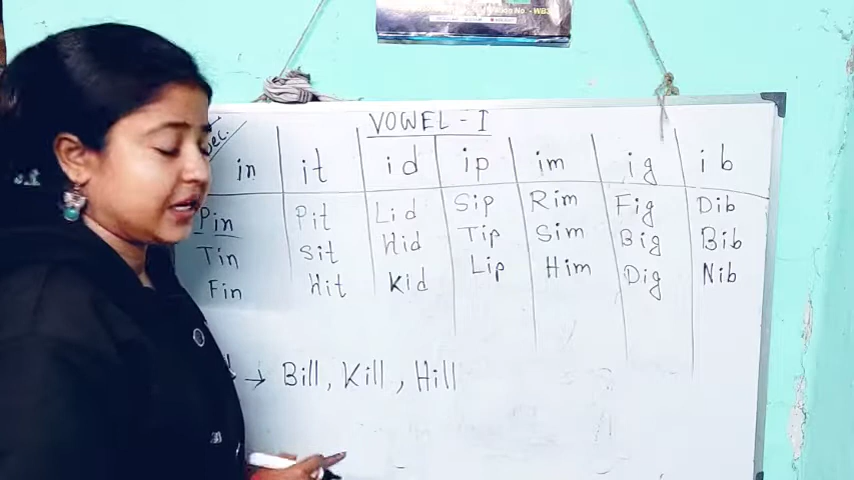 VOWEL - I
in it id ip im ig ib
Pin Pit Lid Sip Rim Fig Dib
Tin Sit Hid Tip Sim Big Bib
Fin Hit Kid Lip Him Dig Nib
→ Bill, Kill, Hill